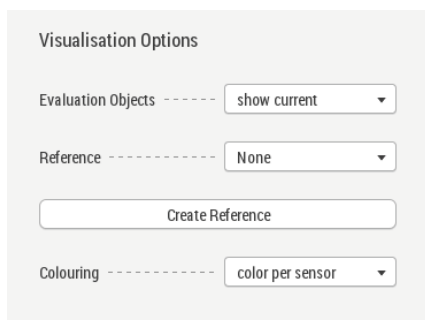 Visualisation Options
Evaluation Objects show current
Reference None
Create Reference
Colouring color per sensor